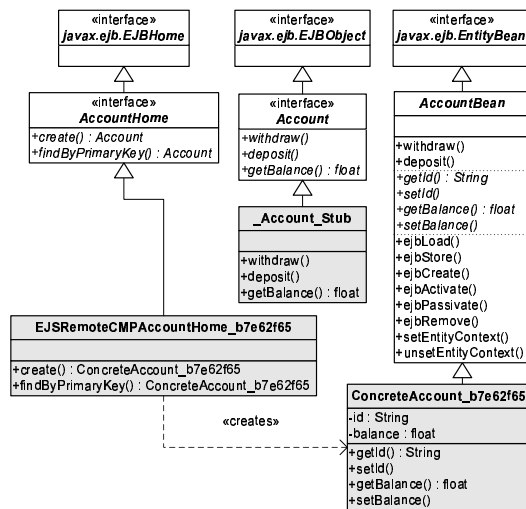 «interface»
javax.ejb.EJBHome
«interface»
javax.ejb.EJBObject
«interface»
javax.ejb.EntityBean
«interface»
AccountHome
+create() : Account
+findByPrimaryKey() : Account
«interface»
Account
+withdraw()
+deposit()
+getBalance() : float
AccountBean
+withdraw()
+deposit()
+getId() : String
+setId()
+getBalance() : float
+setBalance()
+ejbLoad()
+ejbStore()
+ejbCreate()
+ejbActivate()
+ejbPassivate()
+ejbRemove()
+setEntityContext()
+unsetEntityContext()
_Account_Stub
+withdraw()
+deposit()
+getBalance() : float
EJSRemoteCMPAccountHome_b7e62f65
+create() : ConcreteAccount_b7e62f65
+findByPrimaryKey() : ConcreteAccount_b7e62f65
«creates»
ConcreteAccount_b7e62f65
-id : String
-balance : float
+getId() : String
+setId()
+getBalance() : float
+setBalance()